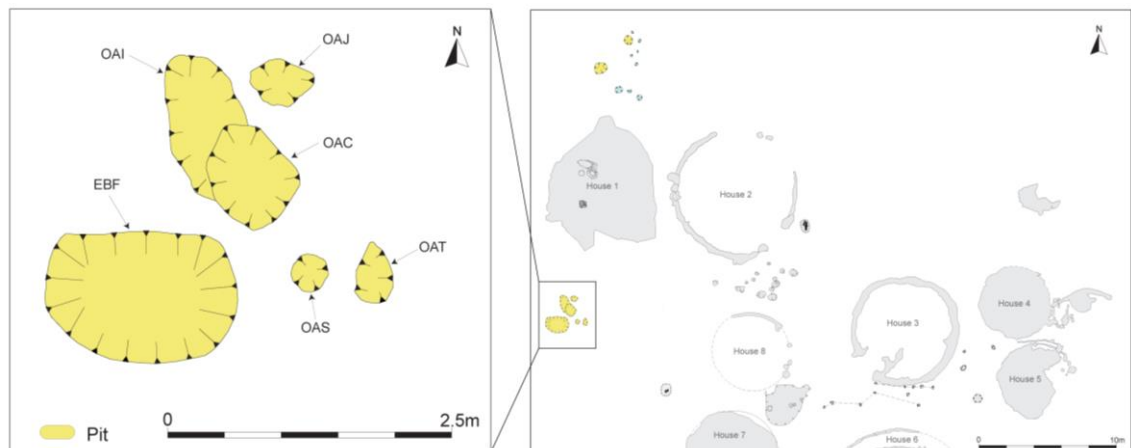 N
OAJ
OAI
OAC
EBF
OAT
OAS
0 2.5m
Pit
N
House 1
House 2
House 3
House 4
House 8
House 5
House 7
House 6
0 10m